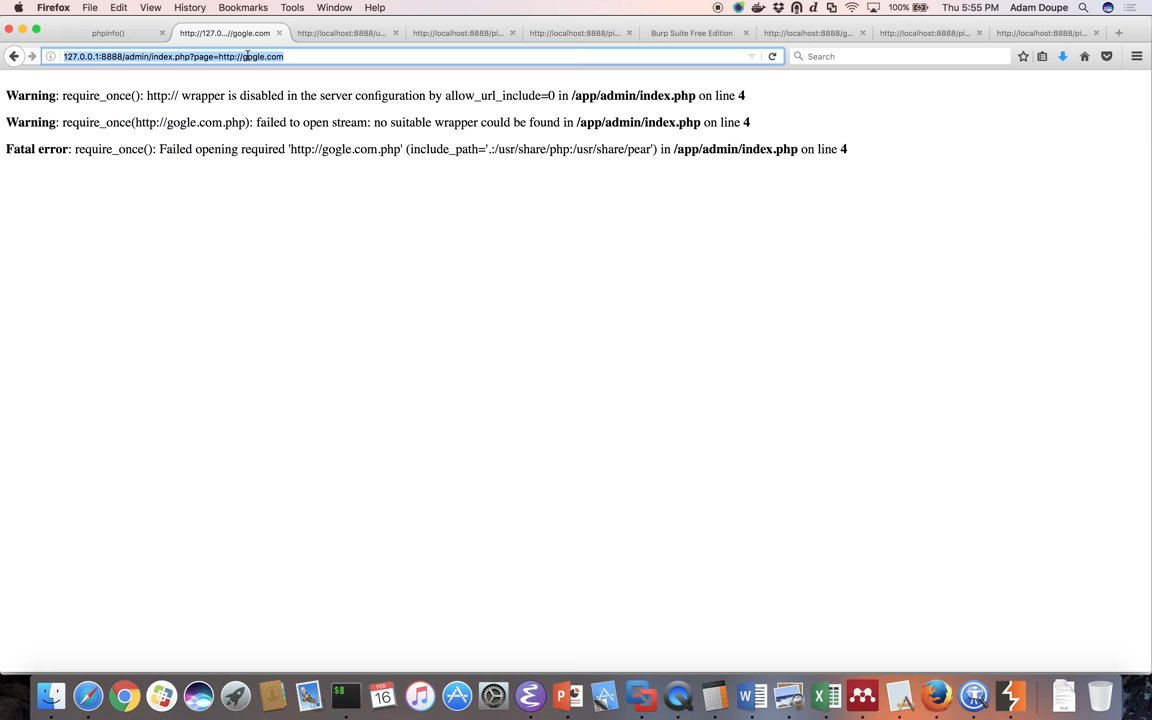 Firefox File Edit View History Bookmarks Tools Window Help 100% Thu 5:55 PM Adam Doupe
phpinfo() http://127.0...//gogle.com http://localhost:8888/u... http://localhost:8888/pi... http://localhost:8888/pi... Burp Suite Free Edition http://localhost:8888/g... http://localhost:8888/pi... http://localhost:8888/pi...
127.0.0.1:8888/admin/index.php?page=http://gogle.com Search
Warning: require_once(): http:// wrapper is disabled in the server configuration by allow_url_include=0 in /app/admin/index.php on line 4
Warning: require_once(http://gogle.com.php): failed to open stream: no suitable wrapper could be found in /app/admin/index.php on line 4
Fatal error: require_once(): Failed opening required 'http://gogle.com.php' (include_path='.:/usr/share/php:/usr/share/pear') in /app/admin/index.php on line 4
FEB
16